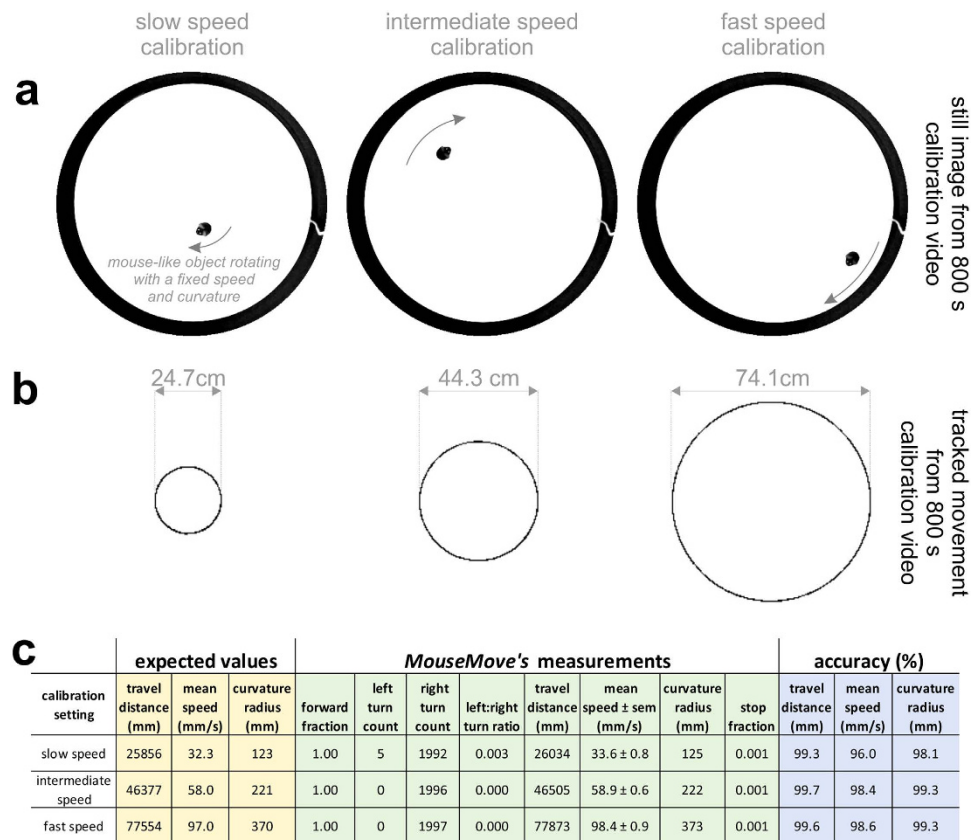 slow speed
calibration
intermediate speed
calibration
fast speed
calibration
a
mouse-like object rotating
with a fixed speed
and curvature
still image from 800 s
calibration video
b
24.7cm
44.3 cm
74.1cm
tracked movement
from 800 s
calibration video
c
expected values MouseMove's measurements accuracy (%)
calibration setting travel distance (mm) mean speed (mm/s) curvature radius (mm) forward fraction left turn count right turn count left:right turn ratio travel distance (mm) mean speed ± sem (mm/s) curvature radius (mm) stop fraction travel distance (mm) mean speed (mm/s) curvature radius (mm)
slow speed 25856 32.3 123 1.00 5 1992 0.003 26034 33.6 ± 0.8 125 0.001 99.3 96.0 98.1
intermediate speed 46377 58.0 221 1.00 0 1996 0.000 46505 58.9 ± 0.6 222 0.001 99.7 98.4 99.3
fast speed 77554 97.0 370 1.00 0 1997 0.000 77873 98.4 ± 0.9 373 0.001 99.6 98.6 99.3